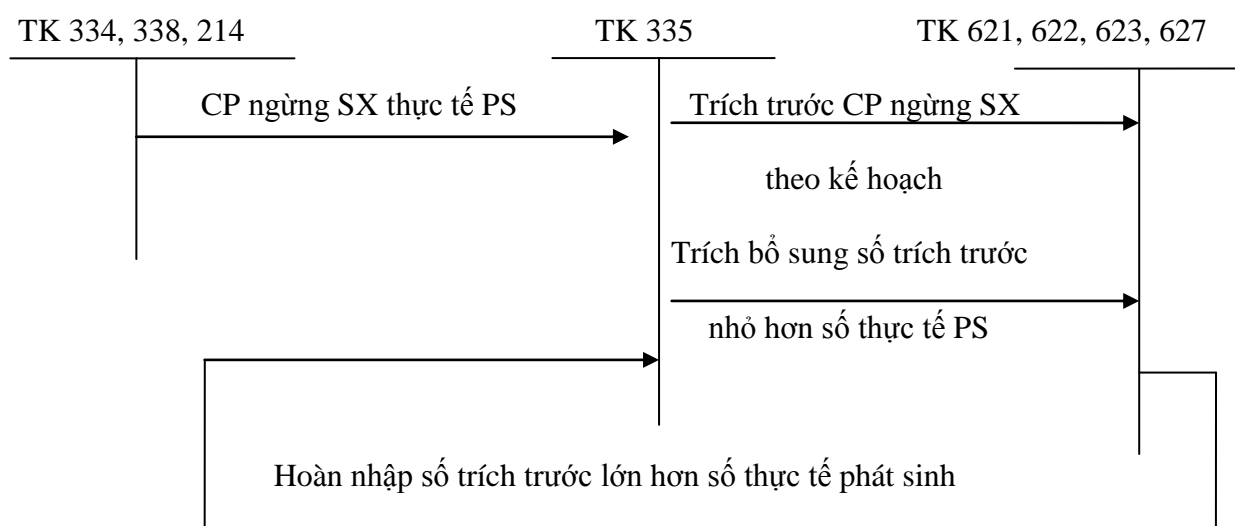 TK 334, 338, 214
TK 335
TK 621, 622, 623, 627
CP ngừng SX thực tế PS
Trích trước CP ngừng SX
theo kế hoạch
Trích bổ sung số trích trước
nhỏ hơn số thực tế PS
Hoàn nhập số trích trước lớn hơn số thực tế phát sinh